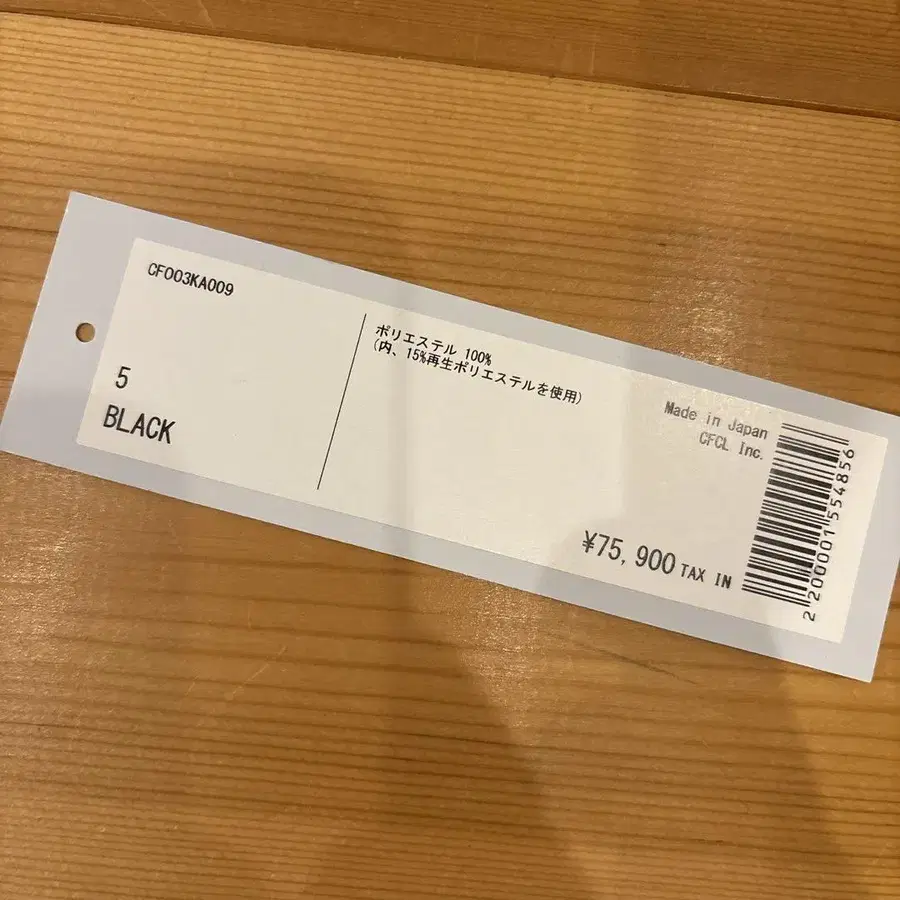 CF003KA009
5
BLACK
ポリエステル 100%
(内、15%再生ポリエステルを使用)
Made in Japan
CFCL Inc.
¥75,900 TAX IN
2200001554856